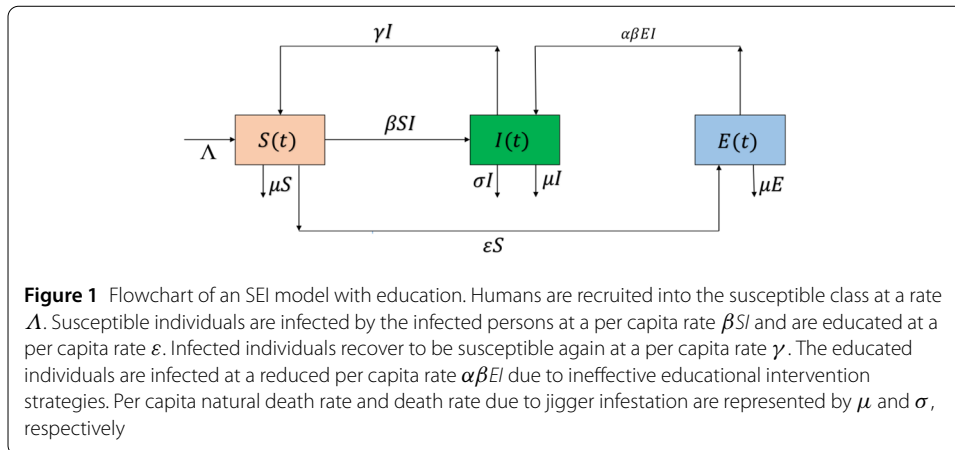 γI
αβEI
S(t)
βSI
I(t)
E(t)
Λ
μS
σI
μI
μE
εS
Figure 1 Flowchart of an SEI model with education. Humans are recruited into the susceptible class at a rate
Λ. Susceptible individuals are infected by the infected persons at a per capita rate βSI and are educated at a
per capita rate ε. Infected individuals recover to be susceptible again at a per capita rate γ. The educated
individuals are infected at a reduced per capita rate αβEI due to ineffective educational intervention
strategies. Per capita natural death rate and death rate due to jigger infestation are represented by μ and σ,
respectively